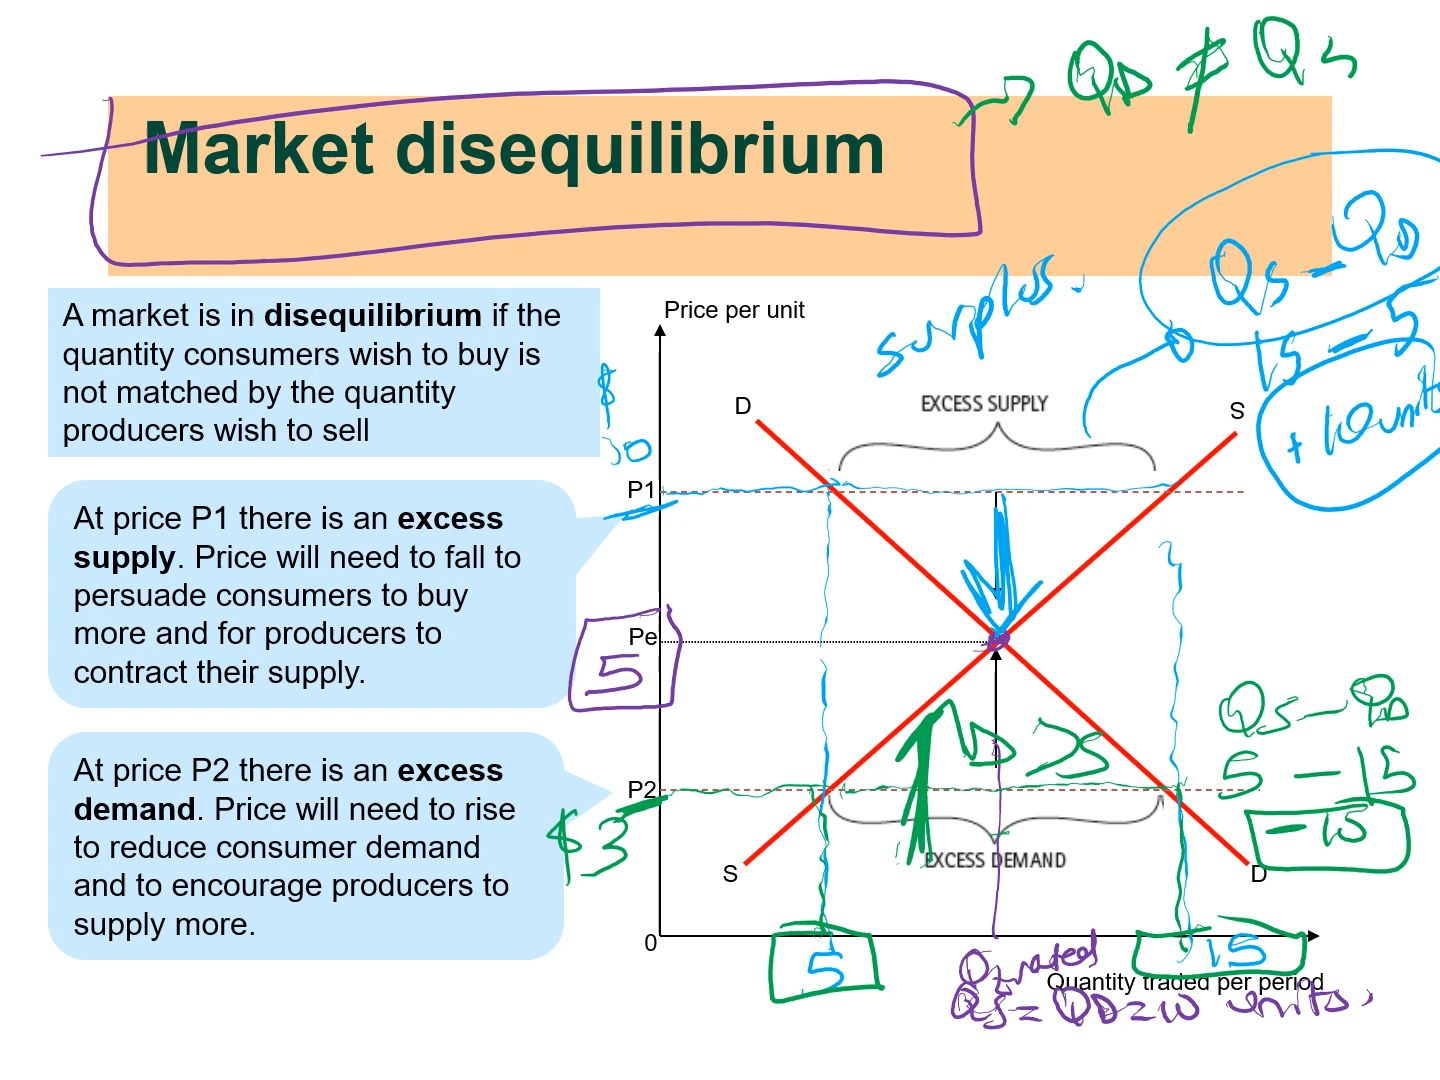 QD ≠ QS
Market disequilibrium
A market is in disequilibrium if the
quantity consumers wish to buy is
not matched by the quantity
producers wish to sell
At price P1 there is an excess
supply. Price will need to fall to
persuade consumers to buy
more and for producers to
contract their supply.
At price P2 there is an excess
demand. Price will need to rise
to reduce consumer demand
and to encourage producers to
supply more.
Price per unit
surplus.
QS - QD
15 - 5
+ 10 units
EXCESS SUPPLY
D
S
$
P1
Pe
5
P2
$3
D > S
QS - QD
5 - 15
- 15
EXCESS DEMAND
S
D
0
5
15
Quantity traded per period
QS = QD = 10 units.